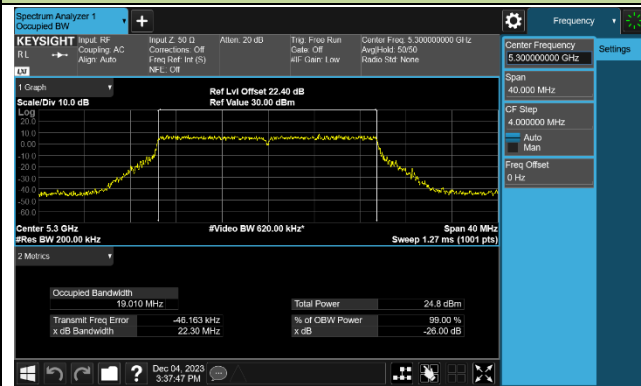 Spectrum Analyzer 1
Occupied BW
Frequency
KEYSIGHT
RL
LXI
Input: RF
Coupling: AC
Align: Auto
Input Z: 50 Ω
Corrections: Off
Freq Ref: Int (S)
NFE: Off
Atten: 20 dB
Trig: Free Run
Gate: Off
#IF Gain: Low
Center Freq: 5.300000000 GHz
Avg|Hold: 50/50
Radio Std: None
Center Frequency
5.300000000 GHz
Settings
Span
40.000 MHz
CF Step
4.000000 MHz
Auto
Man
Freq Offset
0 Hz
1 Graph
Scale/Div 10.0 dB
Ref Lvl Offset 22.40 dB
Ref Value 30.00 dBm
Log
20.0
10.0
0.00
-10.0
-20.0
-30.0
-40.0
-50.0
-60.0
Center 5.3 GHz
#Res BW 200.00 kHz
#Video BW 620.00 kHz*
Span 40 MHz
Sweep 1.27 ms (1001 pts)
2 Metrics
Occupied Bandwidth
19.010 MHz
Total Power 24.8 dBm
Transmit Freq Error -46.163 kHz
% of OBW Power 99.00 %
x dB Bandwidth 22.30 MHz
x dB -26.00 dB
?
Dec 04, 2023
3:37:47 PM